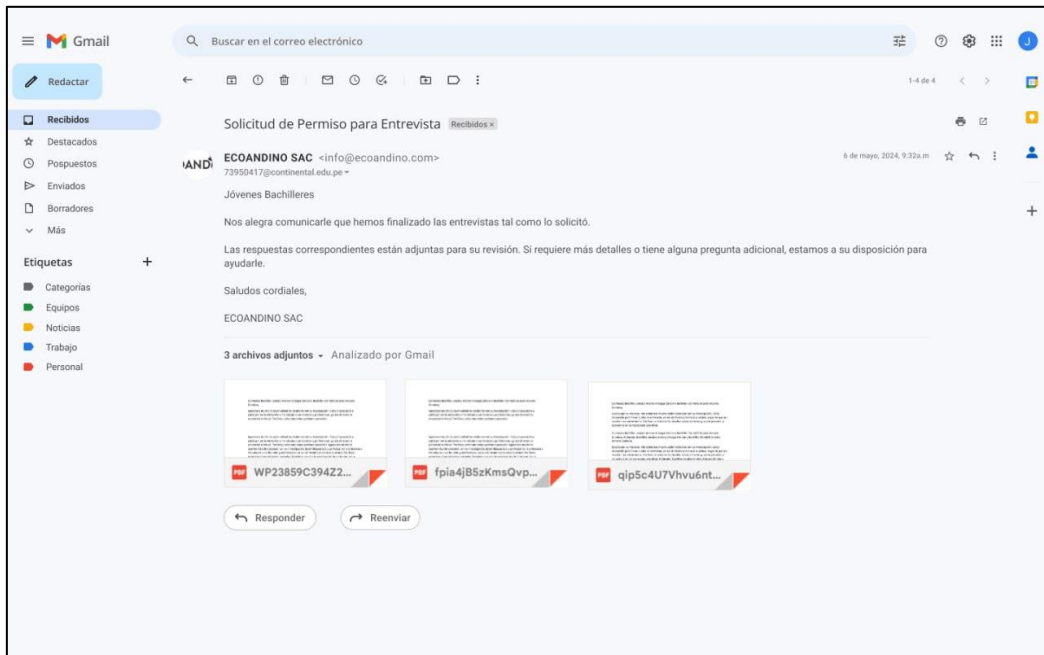 Gmail
Buscar en el correo electrónico
J
Redactar
1-4 de 4
Recibidos
Destacados
Pospuestos
Enviados
Borradores
Más
Etiquetas +
Categorías
Equipos
Noticias
Trabajo
Personal
Solicitud de Permiso para Entrevista Recibidos ×
ECOANDINO SAC <info@ecoandino.com>
6 de mayo, 2024, 9:32a.m
73950417@continental.edu.pe
Jóvenes Bachilleres
Nos alegra comunicarle que hemos finalizado las entrevistas tal como lo solicitó.
Las respuestas correspondientes están adjuntas para su revisión. Si requiere más detalles o tiene alguna pregunta adicional, estamos a su disposición para
ayudarle.
Saludos cordiales,
ECOANDINO SAC
3 archivos adjuntos Analizado por Gmail
PDF WP23859C394Z2...
PDF fpia4jB5zKmsQvp...
PDF qip5c4U7Vhvu6nt...
Responder
Reenviar